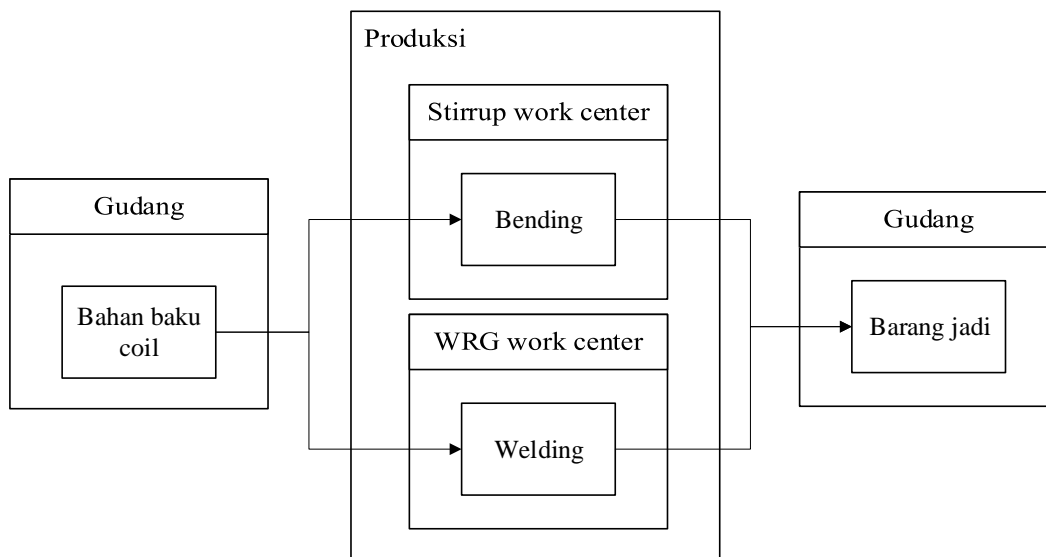 Produksi
Stirrup work center
Bending
Gudang
Bahan baku
coil
WRG work center
Welding
Gudang
Barang jadi